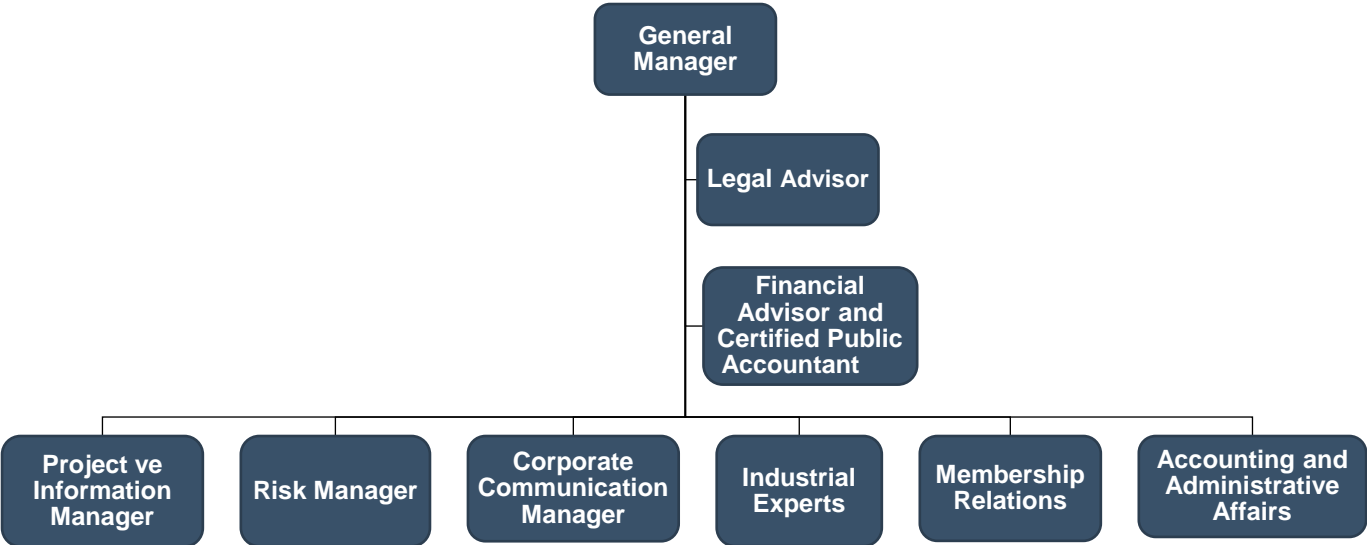 General
Manager
Legal Advisor
Financial
Advisor and
Certified Public
Accountant
Project ve
Information
Manager
Risk Manager
Corporate
Communication
Manager
Industrial
Experts
Membership
Relations
Accounting and
Administrative
Affairs